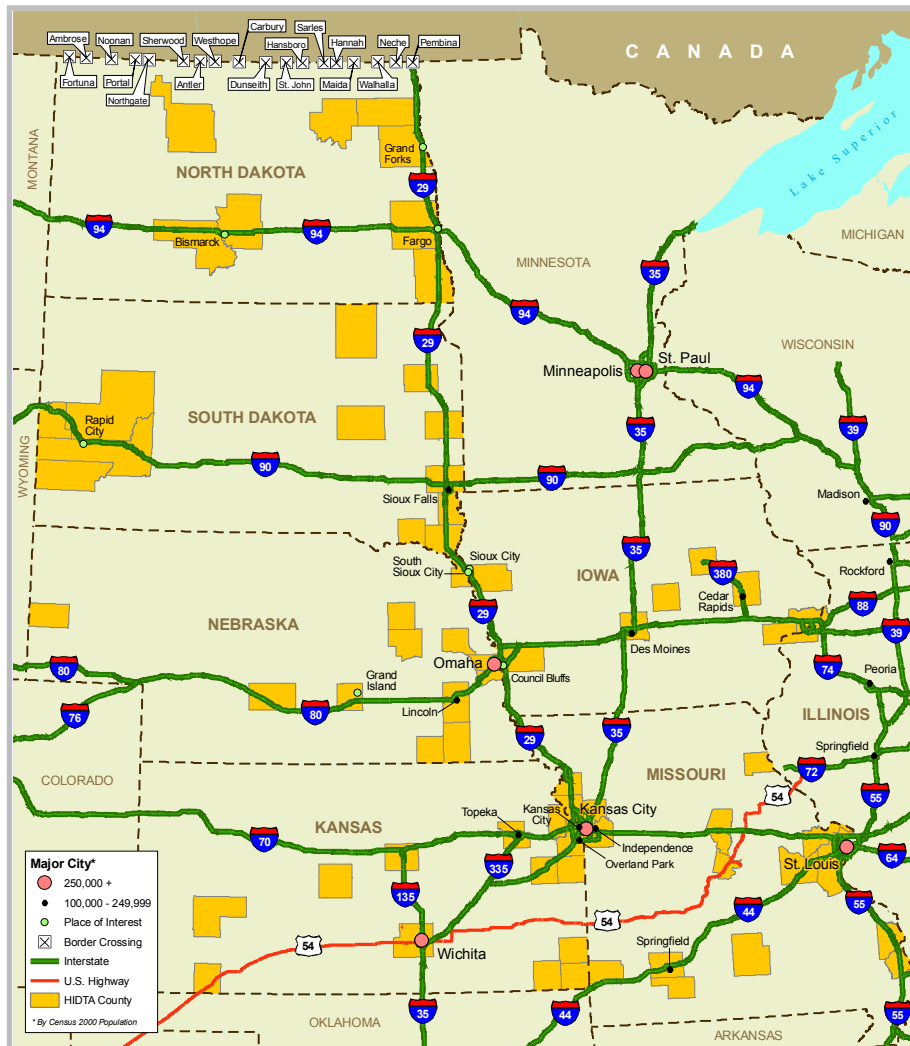 CANADA
Ambrose
Noonan
Sherwood
Westhope
Carbury
Hansboro
Sarles
Hannah
Neche
Pembina
Fortuna
Portal
Northgate
Antler
Dunseith
St. John
Maida
Walhalla
Lake Superior
MONTANA
NORTH DAKOTA
Grand
Forks
29
94
94
Bismarck
Fargo
MINNESOTA
35
MICHIGAN
94
29
WISCONSIN
Minneapolis
St. Paul
94
SOUTH DAKOTA
Rapid
City
WYOMING
35
39
90
90
Sioux Falls
Madison
90
South
Sioux City
Sioux City
IOWA
35
380
Cedar
Rapids
Rockford
88
29
NEBRASKA
39
Des Moines
Omaha
Council Bluffs
80
74
Peoria
Grand
Island
76
80
Lincoln
ILLINOIS
29
35
Springfield
72
COLORADO
MISSOURI
54
55
Kansas
City
Kansas City
Topeka
KANSAS
70
Independence
Overland Park
St. Louis
64
335
135
44
55
54
54
Wichita
Springfield
35
44
55
OKLAHOMA
ARKANSAS
Major City*
250,000 +
100,000 - 249,999
Place of Interest
Border Crossing
Interstate
U.S. Highway
HIDTA County
* By Census 2000 Population